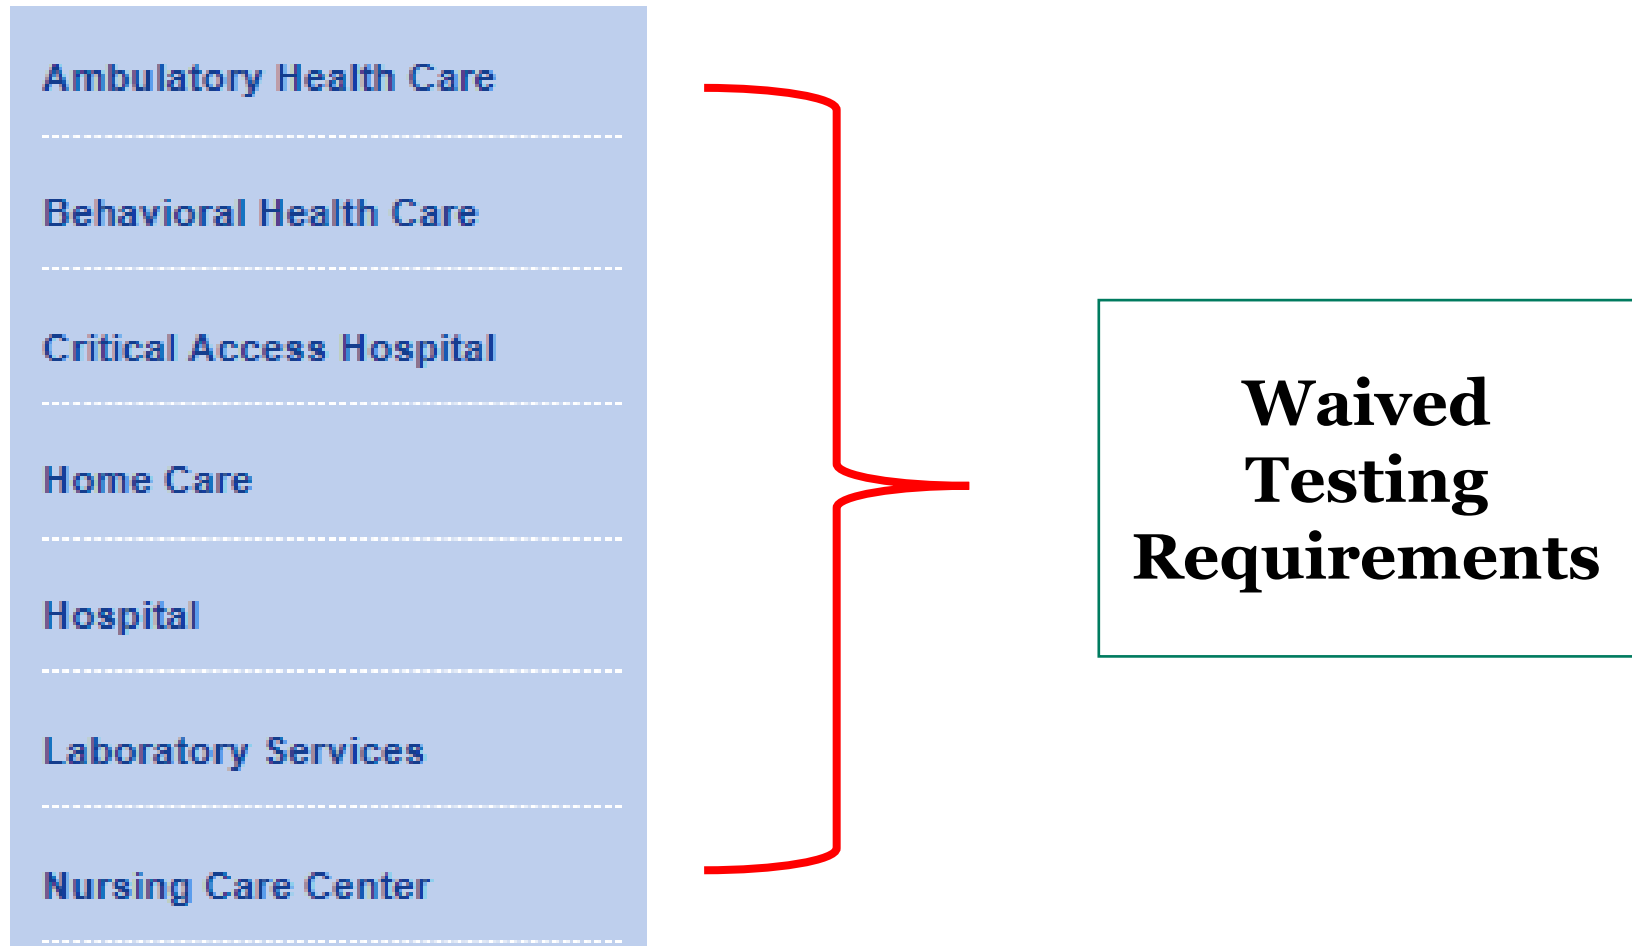 Ambulatory Health Care
Behavioral Health Care
Critical Access Hospital
Home Care
Hospital
Laboratory Services
Nursing Care Center
Waived
Testing
Requirements